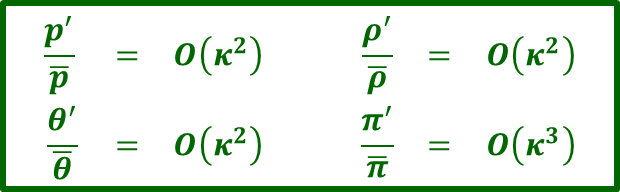 p′/p̅ = O(κ²) ρ′/ρ̅ = O(κ²)
θ′/θ̅ = O(κ²) π′/π̅ = O(κ³)